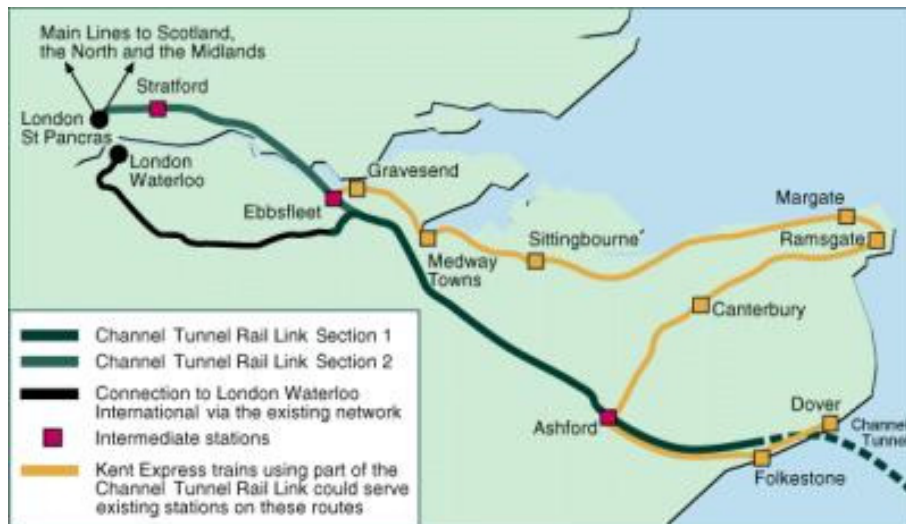 Main Lines to Scotland,
the North and the Midlands
Stratford
London
St Pancras
London
Waterloo
Gravesend
Ebbsfleet
Margate
Sittingbourne
Ramsgate
Medway
Towns
Canterbury
Channel Tunnel Rail Link Section 1
Channel Tunnel Rail Link Section 2
Connection to London Waterloo
International via the existing network
Intermediate stations
Kent Express trains using part of the
Channel Tunnel Rail Link could serve
existing stations on these routes
Dover
Ashford
Channel
Tunnel
Folkestone